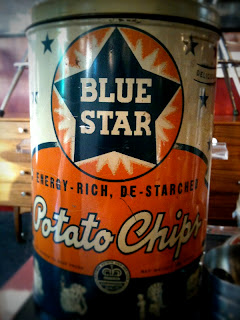 BLUE
STAR
ENERGY-RICH, DE-STARCHED
Potato Chips